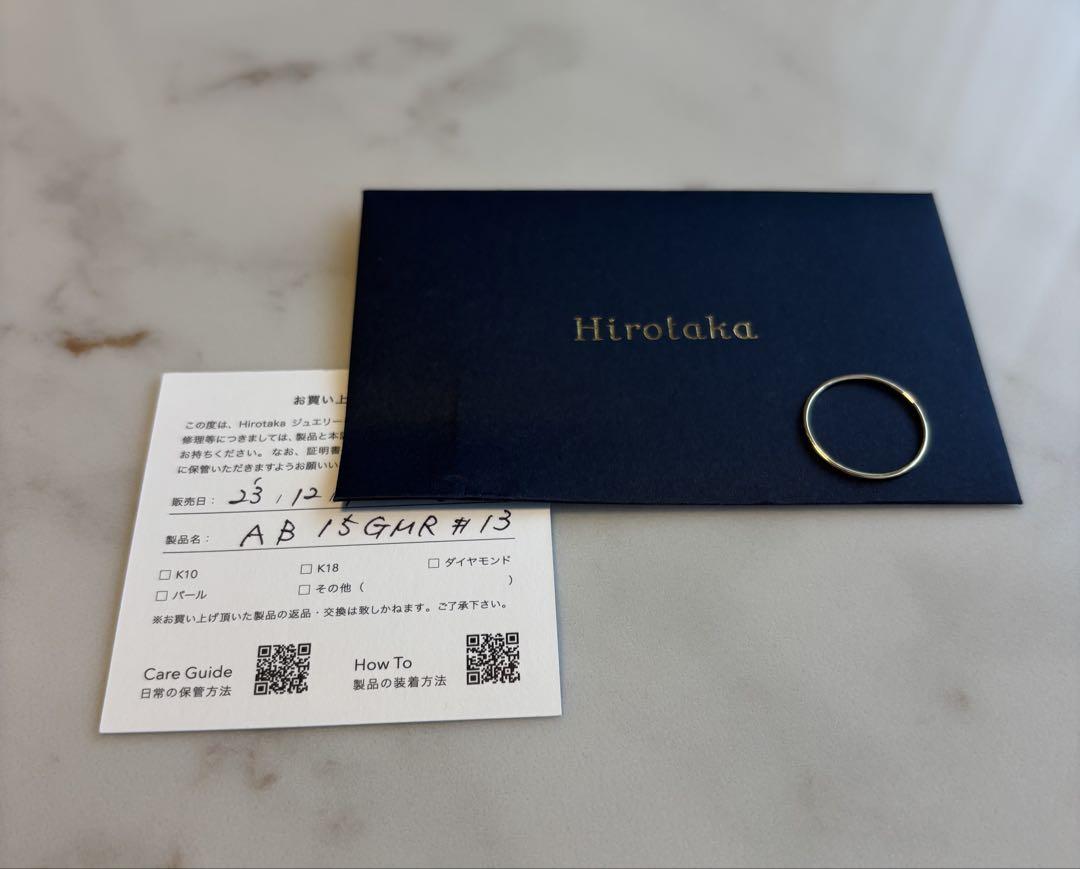 Hirotaka
お買い上
この度は、Hirotaka ジュエリー
修理等につきましては、製品と本
お持ちください。なお、証明書
に保管いただきますようお願いい
販売日： '23 / 12 /
製品名： AB 15GMR #13
□ K10 □ K18 □ ダイヤモンド
□ パール □ その他（ ）
※お買い上げ頂いた製品の返品・交換は致しかねます。ご了承下さい。
Care Guide
日常の保管方法
How To
製品の装着方法